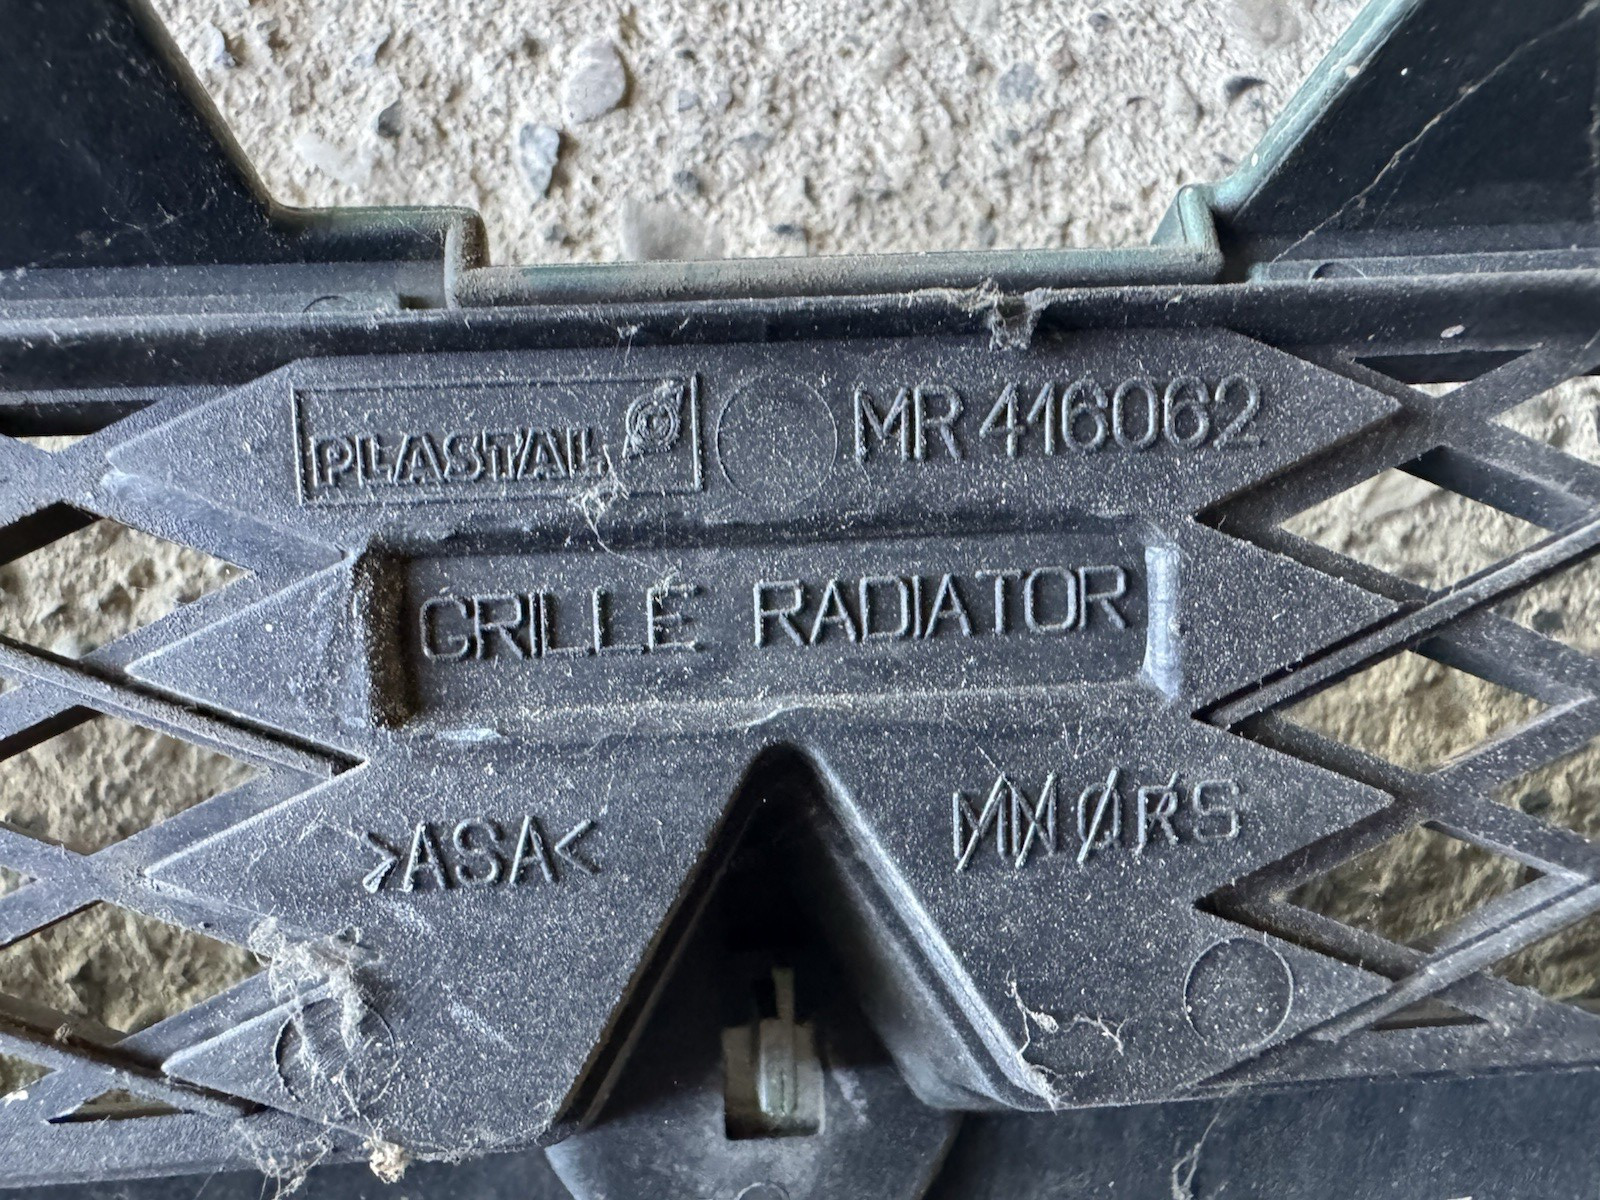 PLASTAL
MR 416062
GRILLE RADIATOR
>ASA<